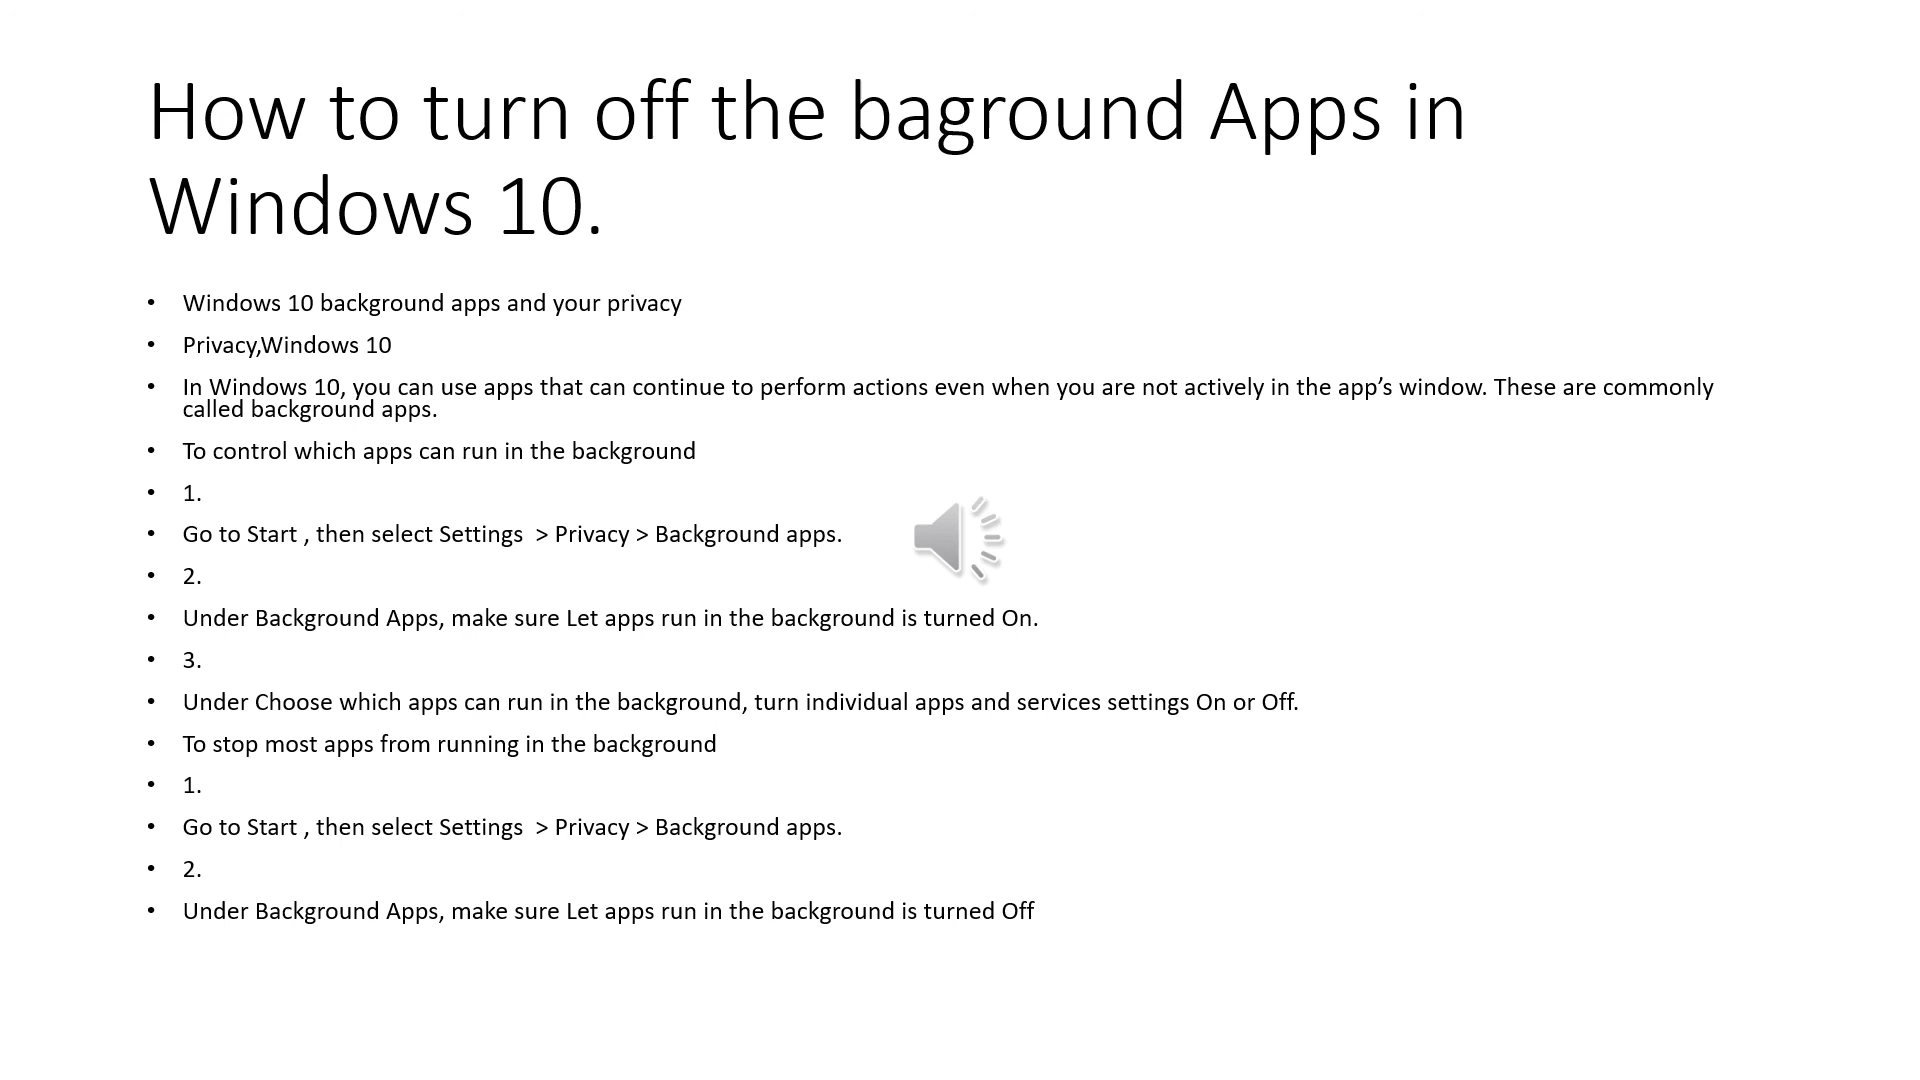 How to turn off the baground Apps in
Windows 10.
• Windows 10 background apps and your privacy
• Privacy,Windows 10
• In Windows 10, you can use apps that can continue to perform actions even when you are not actively in the app’s window. These are commonly
called background apps.
• To control which apps can run in the background
• 1.
• Go to Start , then select Settings  > Privacy > Background apps.
• 2.
• Under Background Apps, make sure Let apps run in the background is turned On.
• 3.
• Under Choose which apps can run in the background, turn individual apps and services settings On or Off.
• To stop most apps from running in the background
• 1.
• Go to Start , then select Settings  > Privacy > Background apps.
• 2.
• Under Background Apps, make sure Let apps run in the background is turned Off